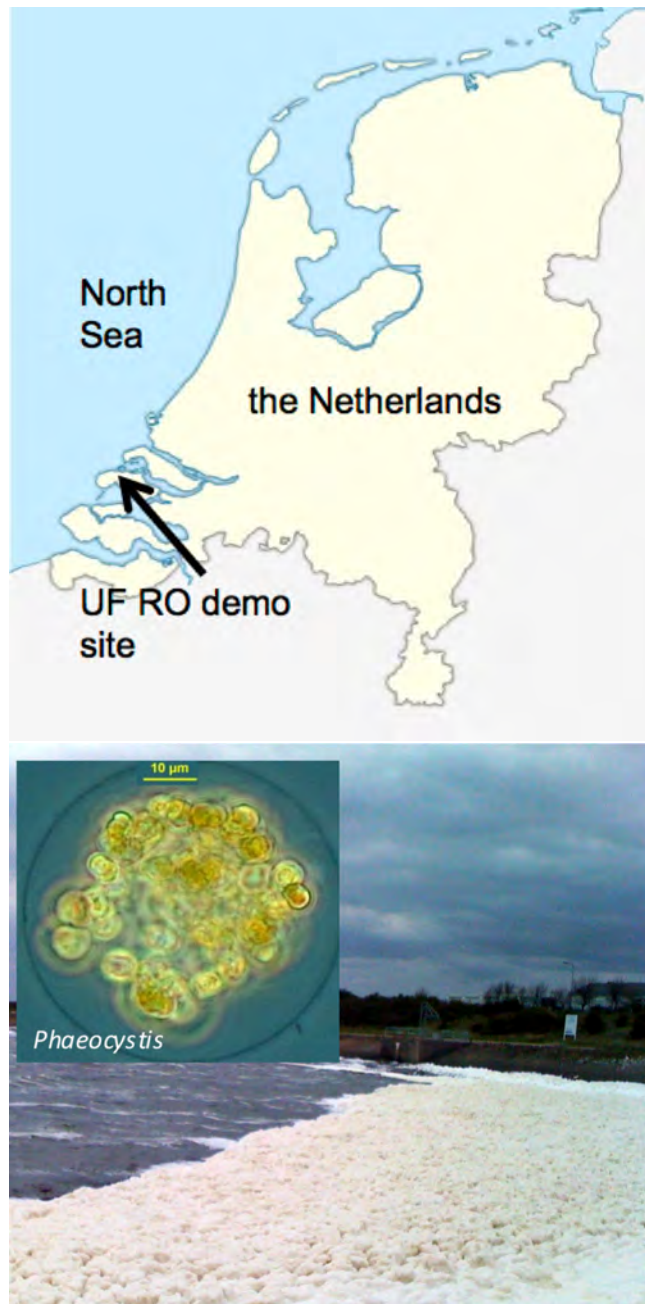 North
Sea
the Netherlands
UF RO demo
site
10 µm
Phaeocystis